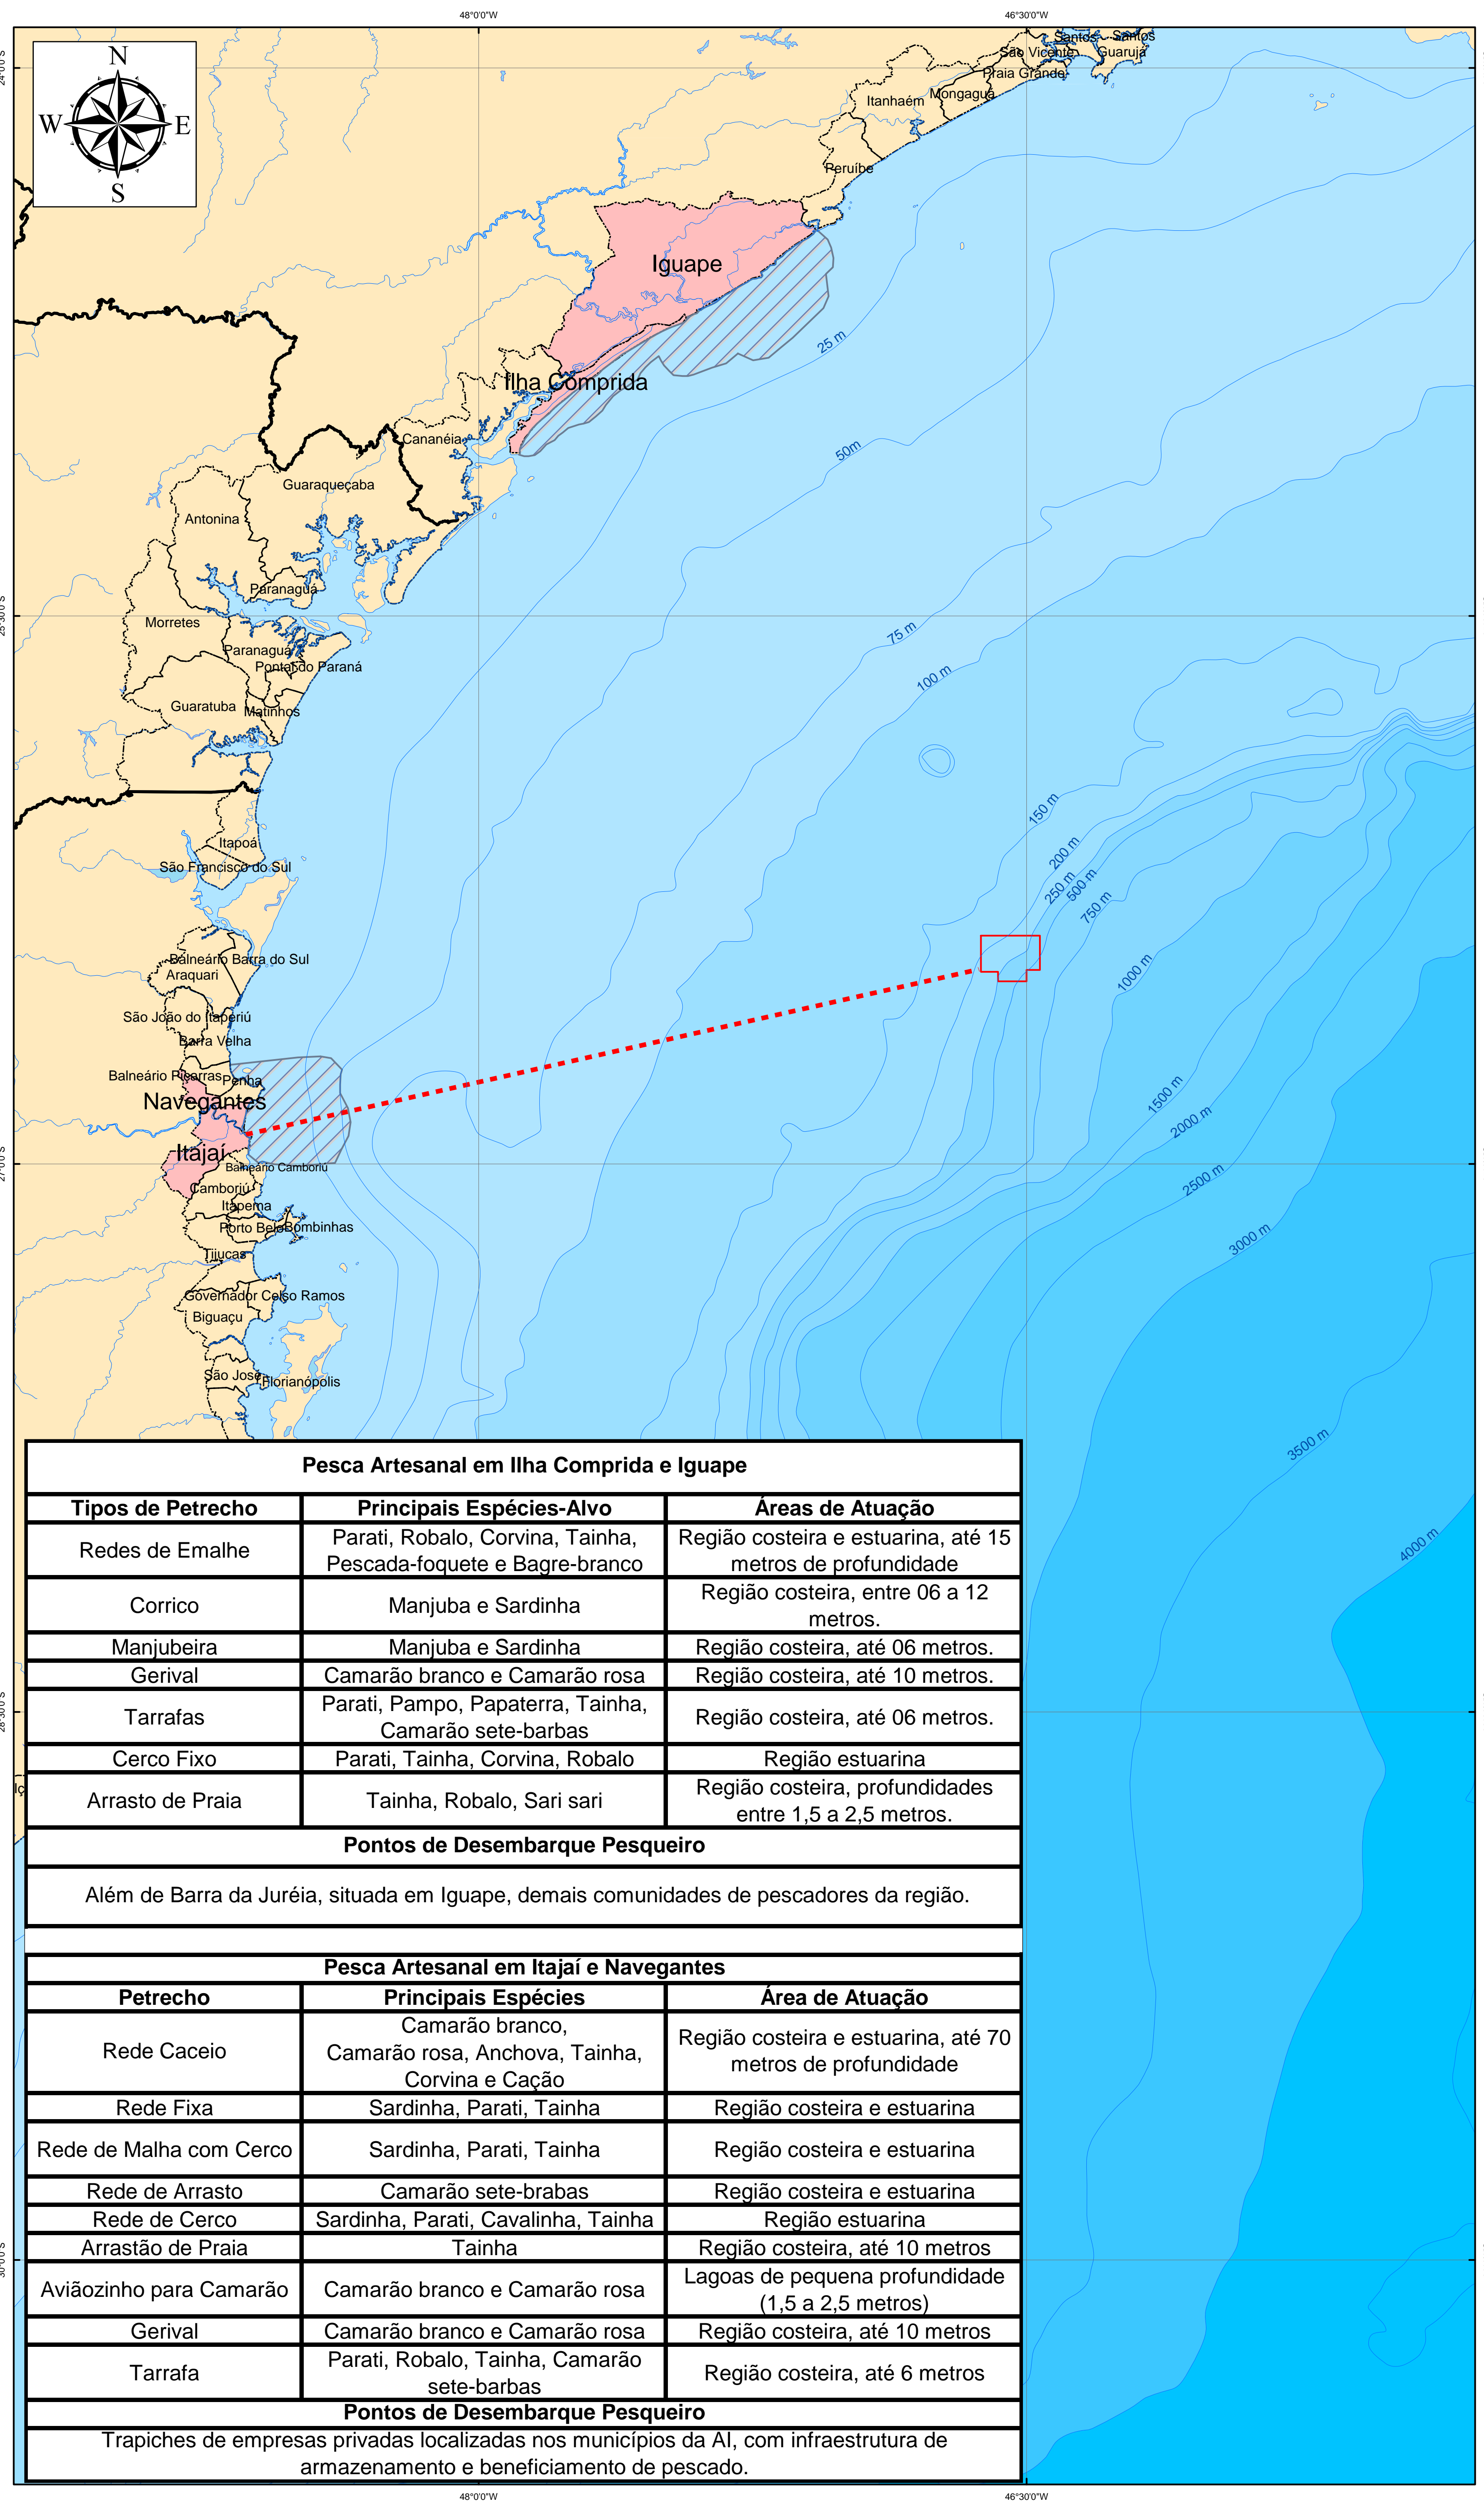 48°0'0"W
46°30'0"W
N
W
E
S
24°0'0"S
Santos
Santos
São Vicente
Guarujá
Praia Grande
Mongaguá
Itanhaém
Peruíbe
Iguape
25 m
Ilha Comprida
Cananéia
50m
Guaraqueçaba
Antonina
Paranaguá
25°30'0"S
Morretes
75 m
Paranaguá
Pontal do Paraná
100 m
Guaratuba
Matinhos
150 m
Itapoá
200 m
São Francisco do Sul
250 m
500 m
750 m
Balneário Barra do Sul
Araquari
1000 m
São João do Itaperiú
Barra Velha
Balneário Piçarras
Penha
1500 m
Navegantes
2000 m
Itajaí
27°0'0"S
Balneário Camboriú
2500 m
Camboriú
Itapema
Porto Belo
Bombinhas
3000 m
Tijucas
Governador Celso Ramos
Biguaçu
São José
Florianópolis
3500 m
4000 m
Pesca Artesanal em Ilha Comprida e Iguape
Tipos de Petrecho
Principais Espécies-Alvo
Áreas de Atuação
Redes de Emalhe
Parati, Robalo, Corvina, Tainha,
Pescada-foquete e Bagre-branco
Região costeira e estuarina, até 15
metros de profundidade
Corrico
Manjuba e Sardinha
Região costeira, entre 06 a 12
metros.
Manjubeira
Manjuba e Sardinha
Região costeira, até 06 metros.
Gerival
Camarão branco e Camarão rosa
Região costeira, até 10 metros.
Tarrafas
Parati, Pampo, Papaterra, Tainha,
Camarão sete-barbas
Região costeira, até 06 metros.
28°30'0"S
Cerco Fixo
Parati, Tainha, Corvina, Robalo
Região estuarina
Iç
Arrasto de Praia
Tainha, Robalo, Sari sari
Região costeira, profundidades
entre 1,5 a 2,5 metros.
Pontos de Desembarque Pesqueiro
Além de Barra da Juréia, situada em Iguape, demais comunidades de pescadores da região.
Pesca Artesanal em Itajaí e Navegantes
Petrecho
Principais Espécies
Área de Atuação
Rede Caceio
Camarão branco,
Camarão rosa, Anchova, Tainha,
Corvina e Cação
Região costeira e estuarina, até 70
metros de profundidade
Rede Fixa
Sardinha, Parati, Tainha
Região costeira e estuarina
Rede de Malha com Cerco
Sardinha, Parati, Tainha
Região costeira e estuarina
Rede de Arrasto
Camarão sete-brabas
Região costeira e estuarina
Rede de Cerco
Sardinha, Parati, Cavalinha, Tainha
Região estuarina
30°0'0"S
Arrastão de Praia
Tainha
Região costeira, até 10 metros
Aviãozinho para Camarão
Camarão branco e Camarão rosa
Lagoas de pequena profundidade
(1,5 a 2,5 metros)
Gerival
Camarão branco e Camarão rosa
Região costeira, até 10 metros
Tarrafa
Parati, Robalo, Tainha, Camarão
sete-barbas
Região costeira, até 6 metros
Pontos de Desembarque Pesqueiro
Trapiches de empresas privadas localizadas nos municípios da AI, com infraestrutura de
armazenamento e beneficiamento de pescado.
48°0'0"W
46°30'0"W